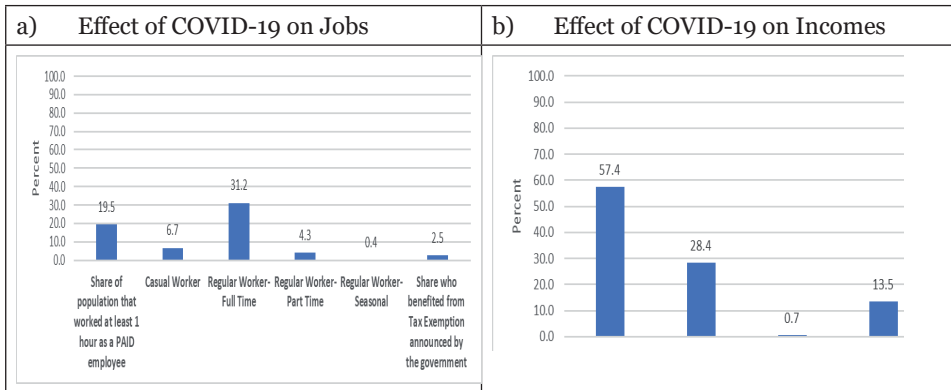 a) Effect of COVID-19 on Jobs
100.0
90.0
80.0
70.0
60.0
50.0
40.0
30.0
20.0
10.0
0.0
Percent
19.5
6.7
31.2
4.3
0.4
2.5
Share of
population that
worked at least 1
hour as a PAID
employee
Casual Worker
Regular Worker-
Full Time
Regular Worker-
Part Time
Regular Worker-
Seasonal
Share who
benefited from
Tax Exemption
announced by
the government
b) Effect of COVID-19 on Incomes
100.0
90.0
80.0
70.0
60.0
50.0
40.0
30.0
20.0
10.0
0.0
Percent
57.4
28.4
0.7
13.5